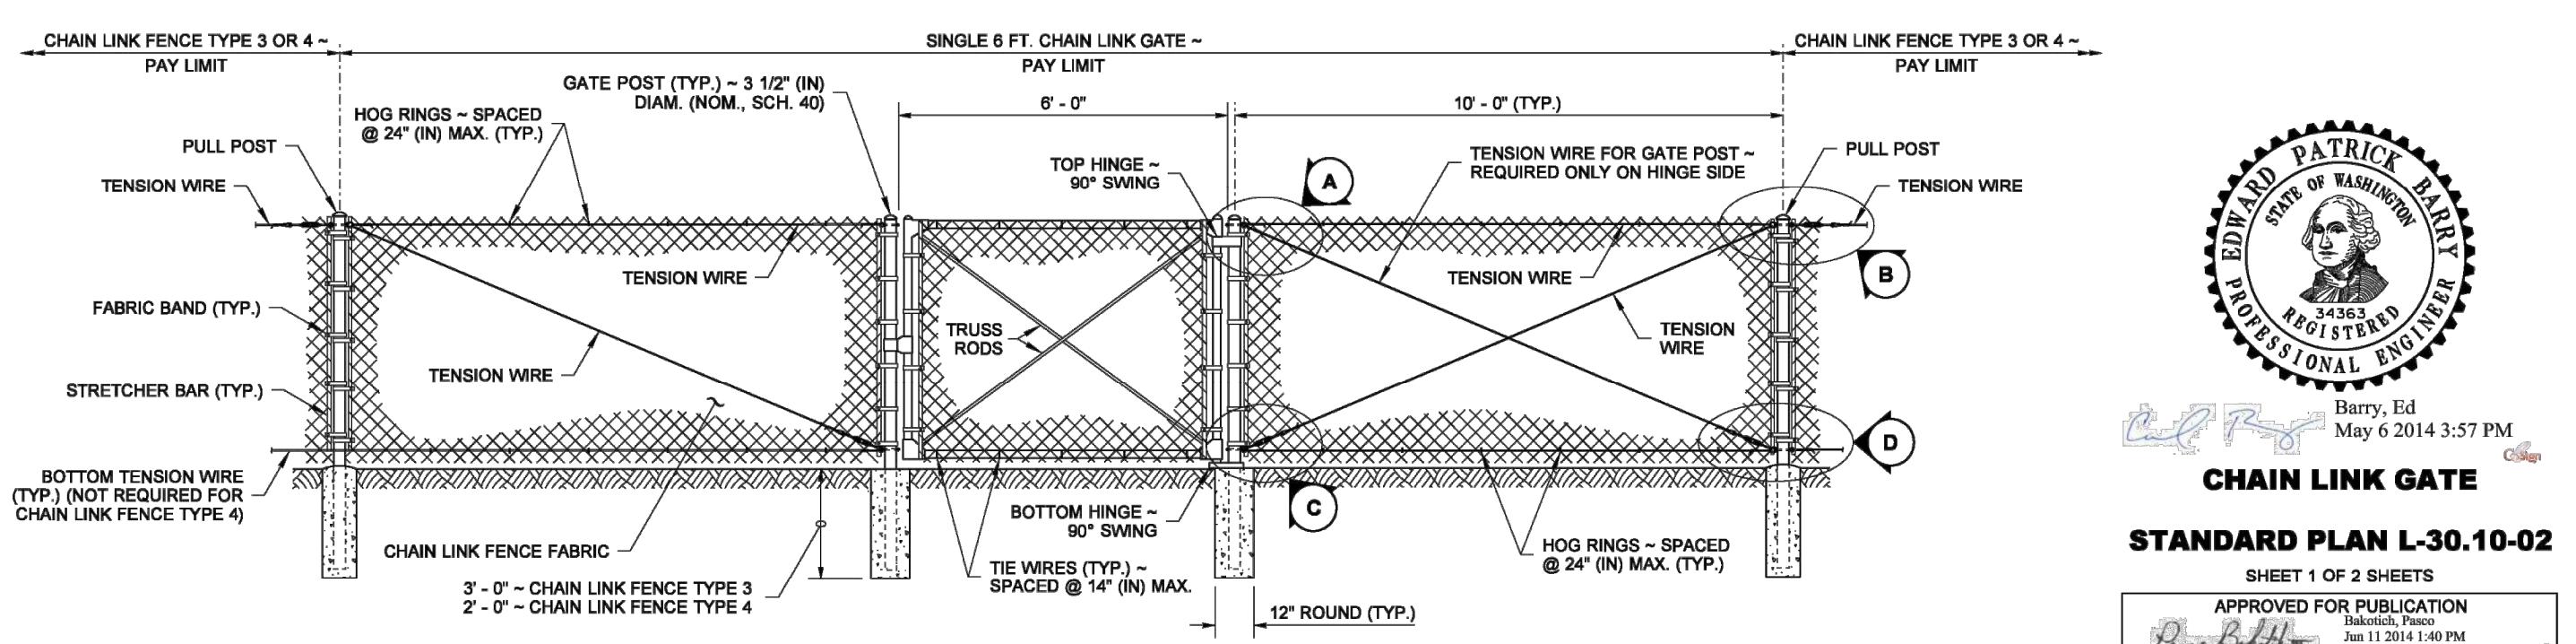 CHAIN LINK FENCE TYPE 3 OR 4 ~
PAY LIMIT
SINGLE 6 FT. CHAIN LINK GATE ~
PAY LIMIT
CHAIN LINK FENCE TYPE 3 OR 4 ~
PAY LIMIT
GATE POST (TYP.) ~ 3 1/2" (IN)
DIAM. (NOM., SCH. 40)
6' - 0"
10' - 0" (TYP.)
HOG RINGS ~ SPACED
@ 24" (IN) MAX. (TYP.)
PULL POST
TENSION WIRE
TOP HINGE ~
90° SWING
A
TENSION WIRE FOR GATE POST ~
REQUIRED ONLY ON HINGE SIDE
PULL POST
TENSION WIRE
B
TENSION WIRE
TENSION WIRE
FABRIC BAND (TYP.)
TRUSS
RODS
TENSION
WIRE
TENSION WIRE
STRETCHER BAR (TYP.)
D
BOTTOM TENSION WIRE
(TYP.) (NOT REQUIRED FOR
CHAIN LINK FENCE TYPE 4)
C
BOTTOM HINGE ~
90° SWING
CHAIN LINK FENCE FABRIC
3' - 0" ~ CHAIN LINK FENCE TYPE 3
2' - 0" ~ CHAIN LINK FENCE TYPE 4
TIE WIRES (TYP.) ~
SPACED @ 14" (IN) MAX.
HOG RINGS ~ SPACED
@ 24" (IN) MAX. (TYP.)
12" ROUND (TYP.)
EDWARD PATRICK BARRY
STATE OF WASHINGTON
34363
REGISTERED
PROFESSIONAL ENGINEER
Barry, Ed
May 6 2014 3:57 PM
CoSign
CHAIN LINK GATE
STANDARD PLAN L-30.10-02
SHEET 1 OF 2 SHEETS
APPROVED FOR PUBLICATION
Bakotich, Pasco
Jun 11 2014 1:40 PM